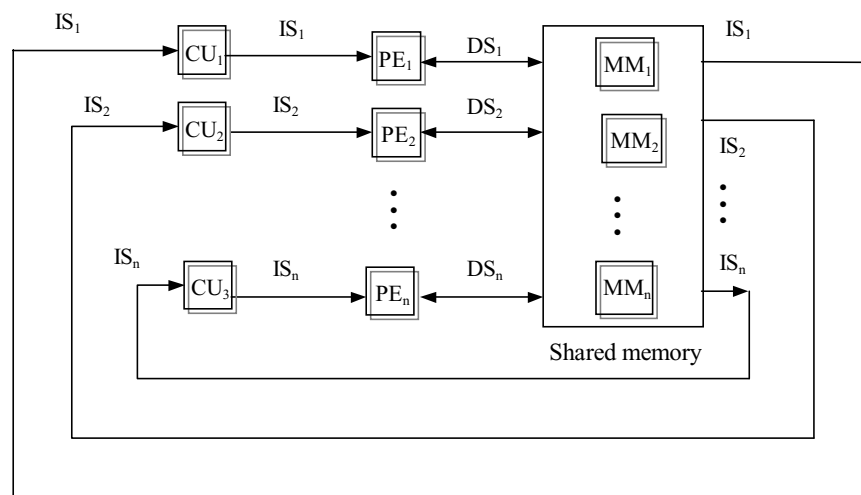 IS₁
CU₁
IS₁
PE₁
DS₁
MM₁
IS₁
IS₂
CU₂
IS₂
PE₂
DS₂
MM₂
IS₂
ISₙ
CU₃
ISₙ
PEₙ
DSₙ
MMₙ
ISₙ
Shared memory